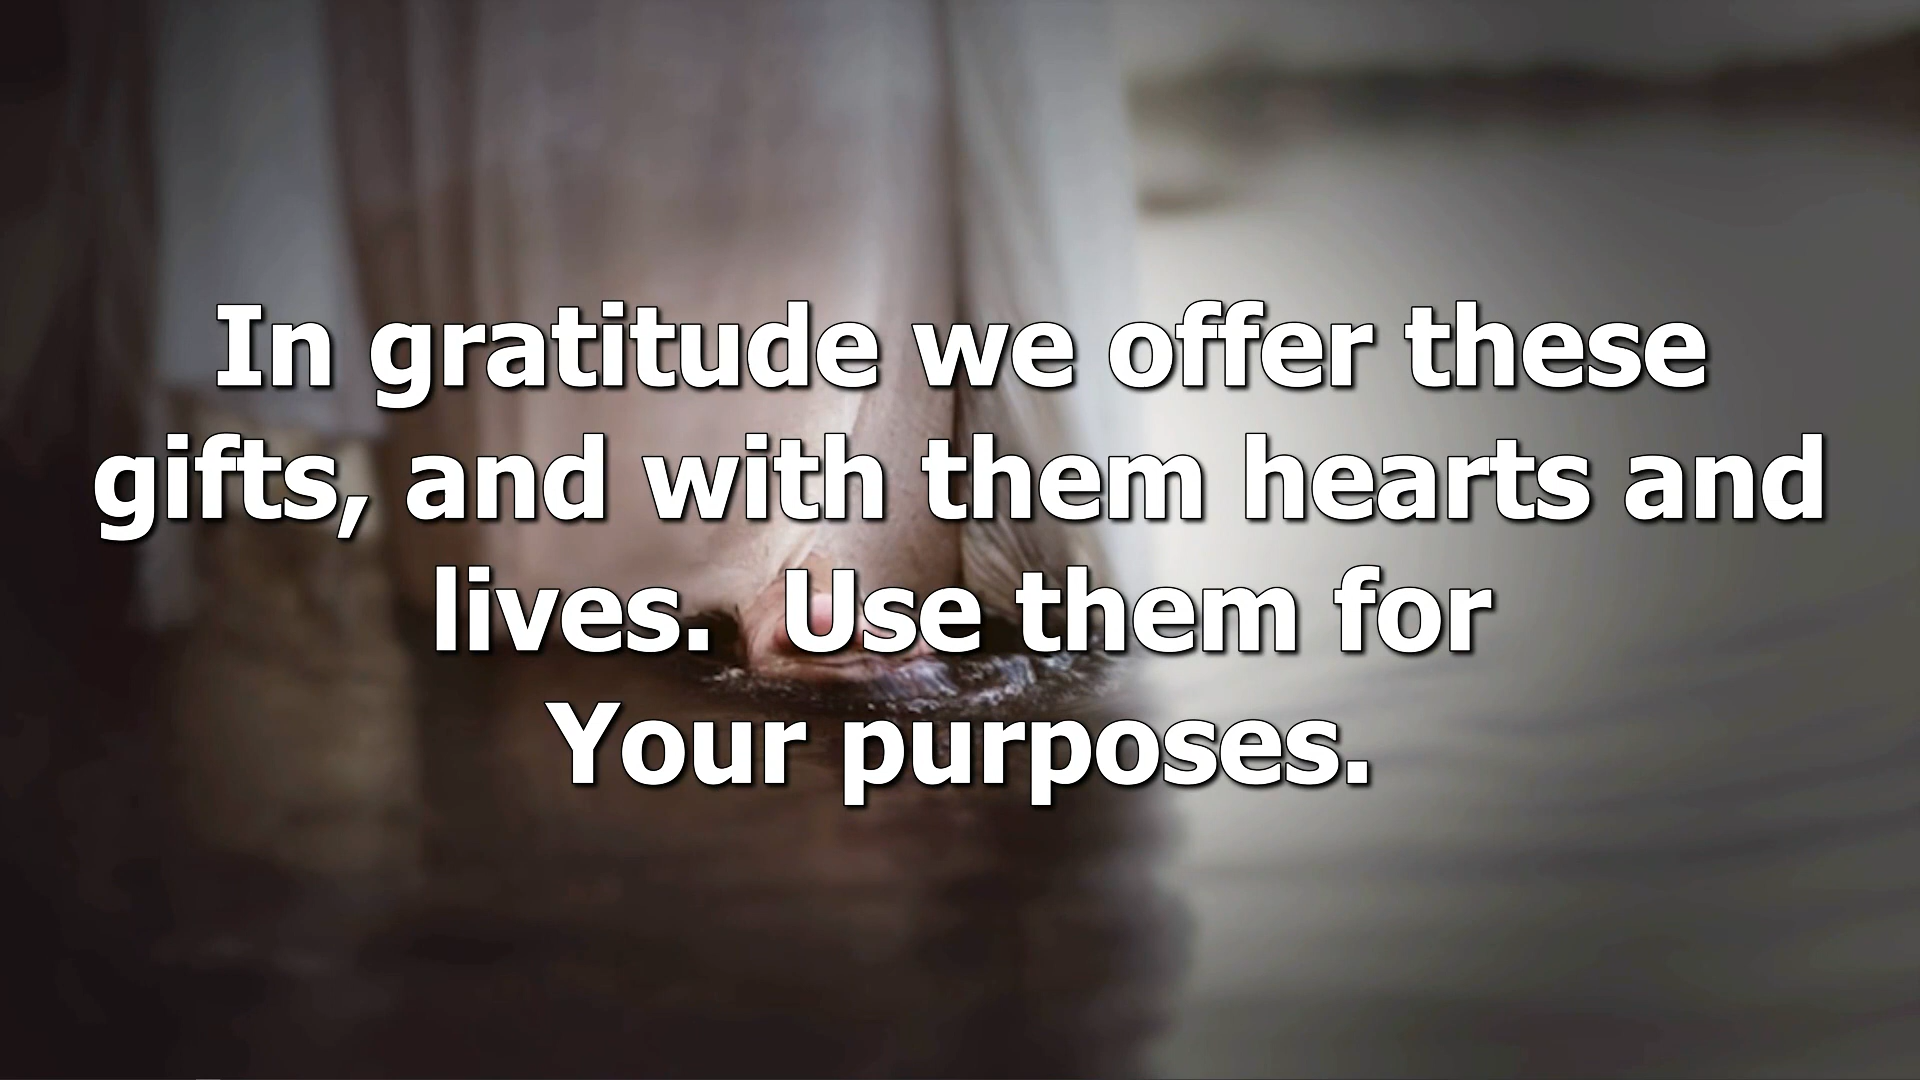 In gratitude we offer these
gifts, and with them hearts and
lives.  Use them for
Your purposes.